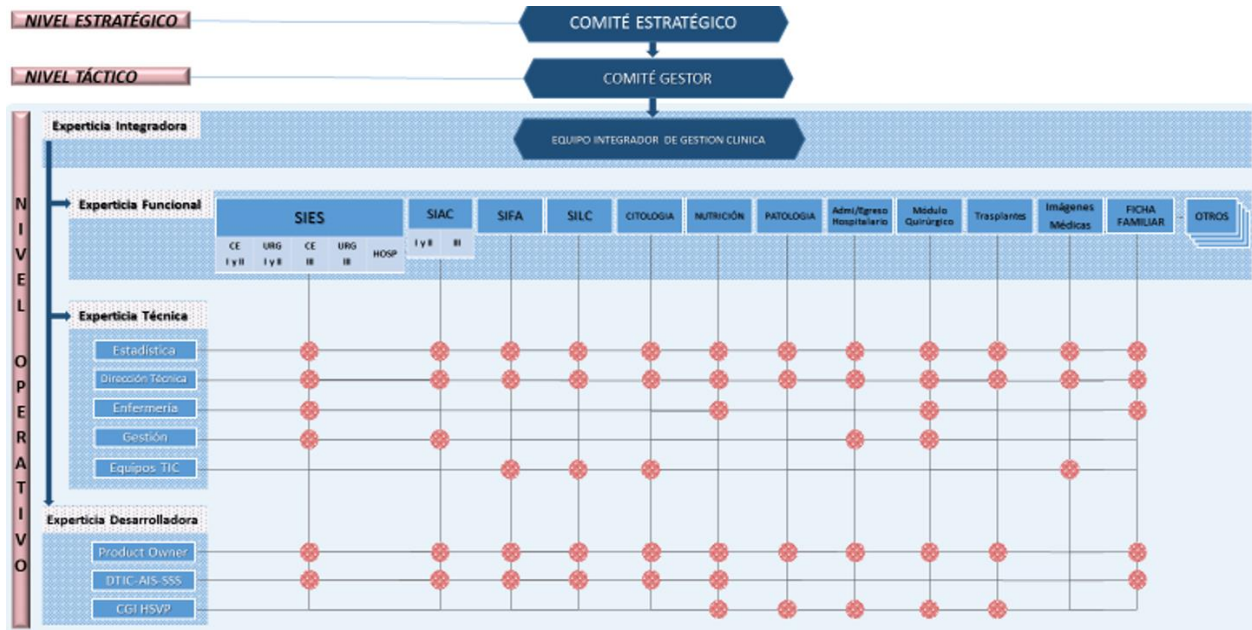 NIVEL ESTRATÉGICO
COMITÉ ESTRATÉGICO
NIVEL TÁCTICO
COMITÉ GESTOR
NIVEL OPERATIVO
Experticia Integradora
EQUIPO INTEGRADOR DE GESTION CLINICA
Experticia Funcional
SIES
CE
I y II
URG
I y II
CE
III
URG
III
HOSP
SIAC
I y II
III
SIFA
SILC
CITOLOGIA
NUTRICIÓN
PATOLOGIA
Admi/Egreso
Hospitalario
Módulo
Quirúrgico
Trasplantes
Imágenes
Médicas
FICHA
FAMILIAR
OTROS
Experticia Técnica
Estadística
Dirección Técnica
Enfermería
Gestión
Equipos TIC
Experticia Desarrolladora
Product Owner
DTIC-AIS-SSS
CGI HSVP